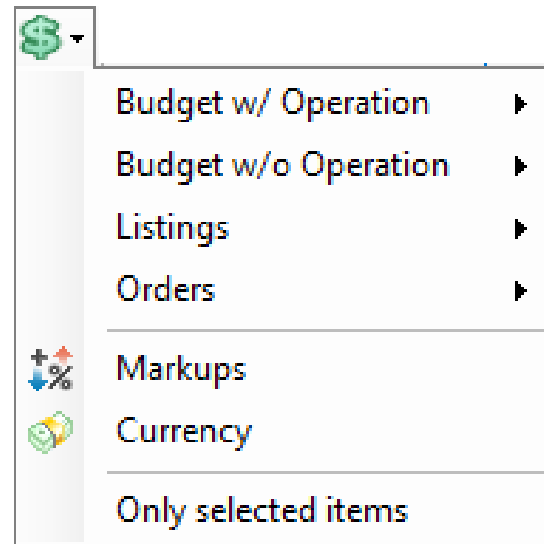 Budget w/ Operation
Budget w/o Operation
Listings
Orders
Markups
Currency
Only selected items